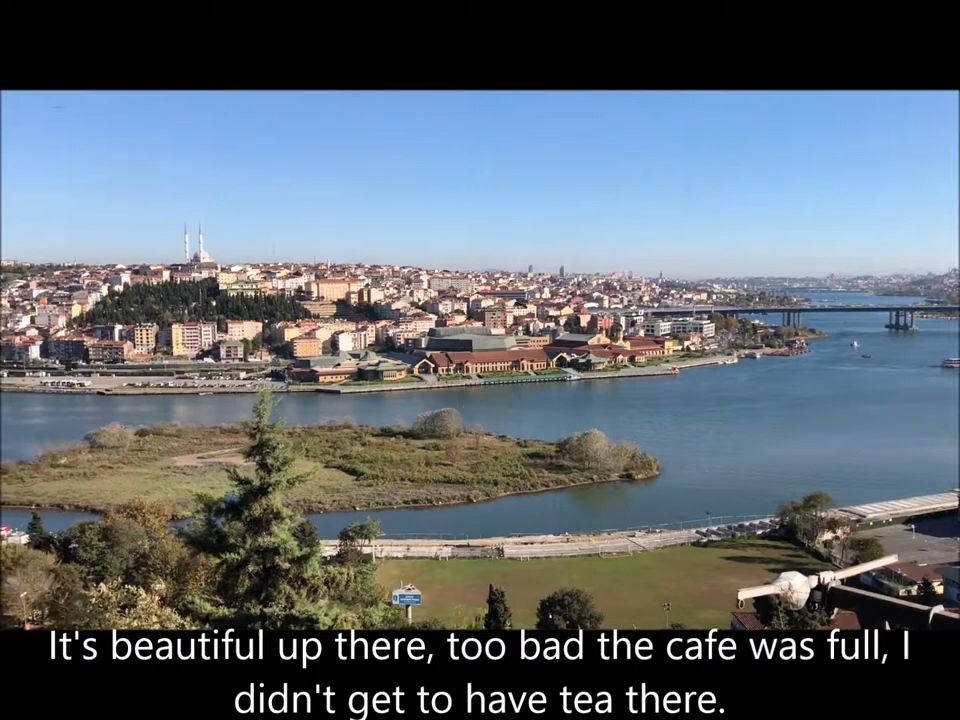 It's beautiful up there, too bad the cafe was full, I
didn't get to have tea there.